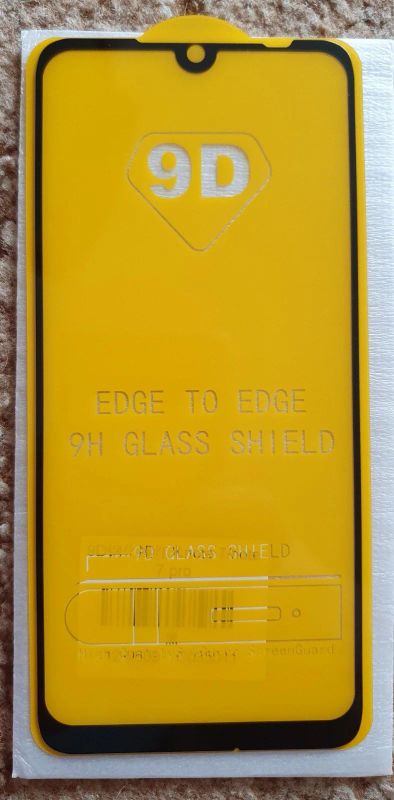 9D
EDGE TO EDGE
9H GLASS SHIELD
9D GLASS SHIELD
7 pro
ScreenGuard